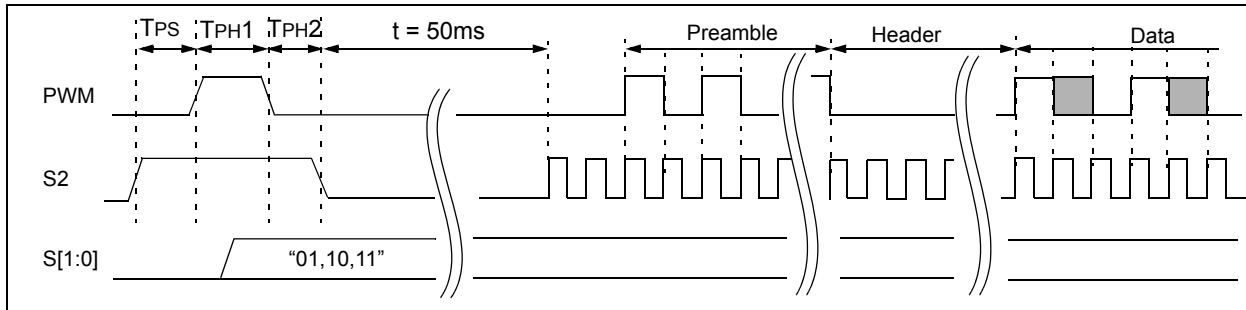 TPS TPH1 TPH2 t = 50ms Preamble Header Data
PWM
S2
S[1:0] “01,10,11”